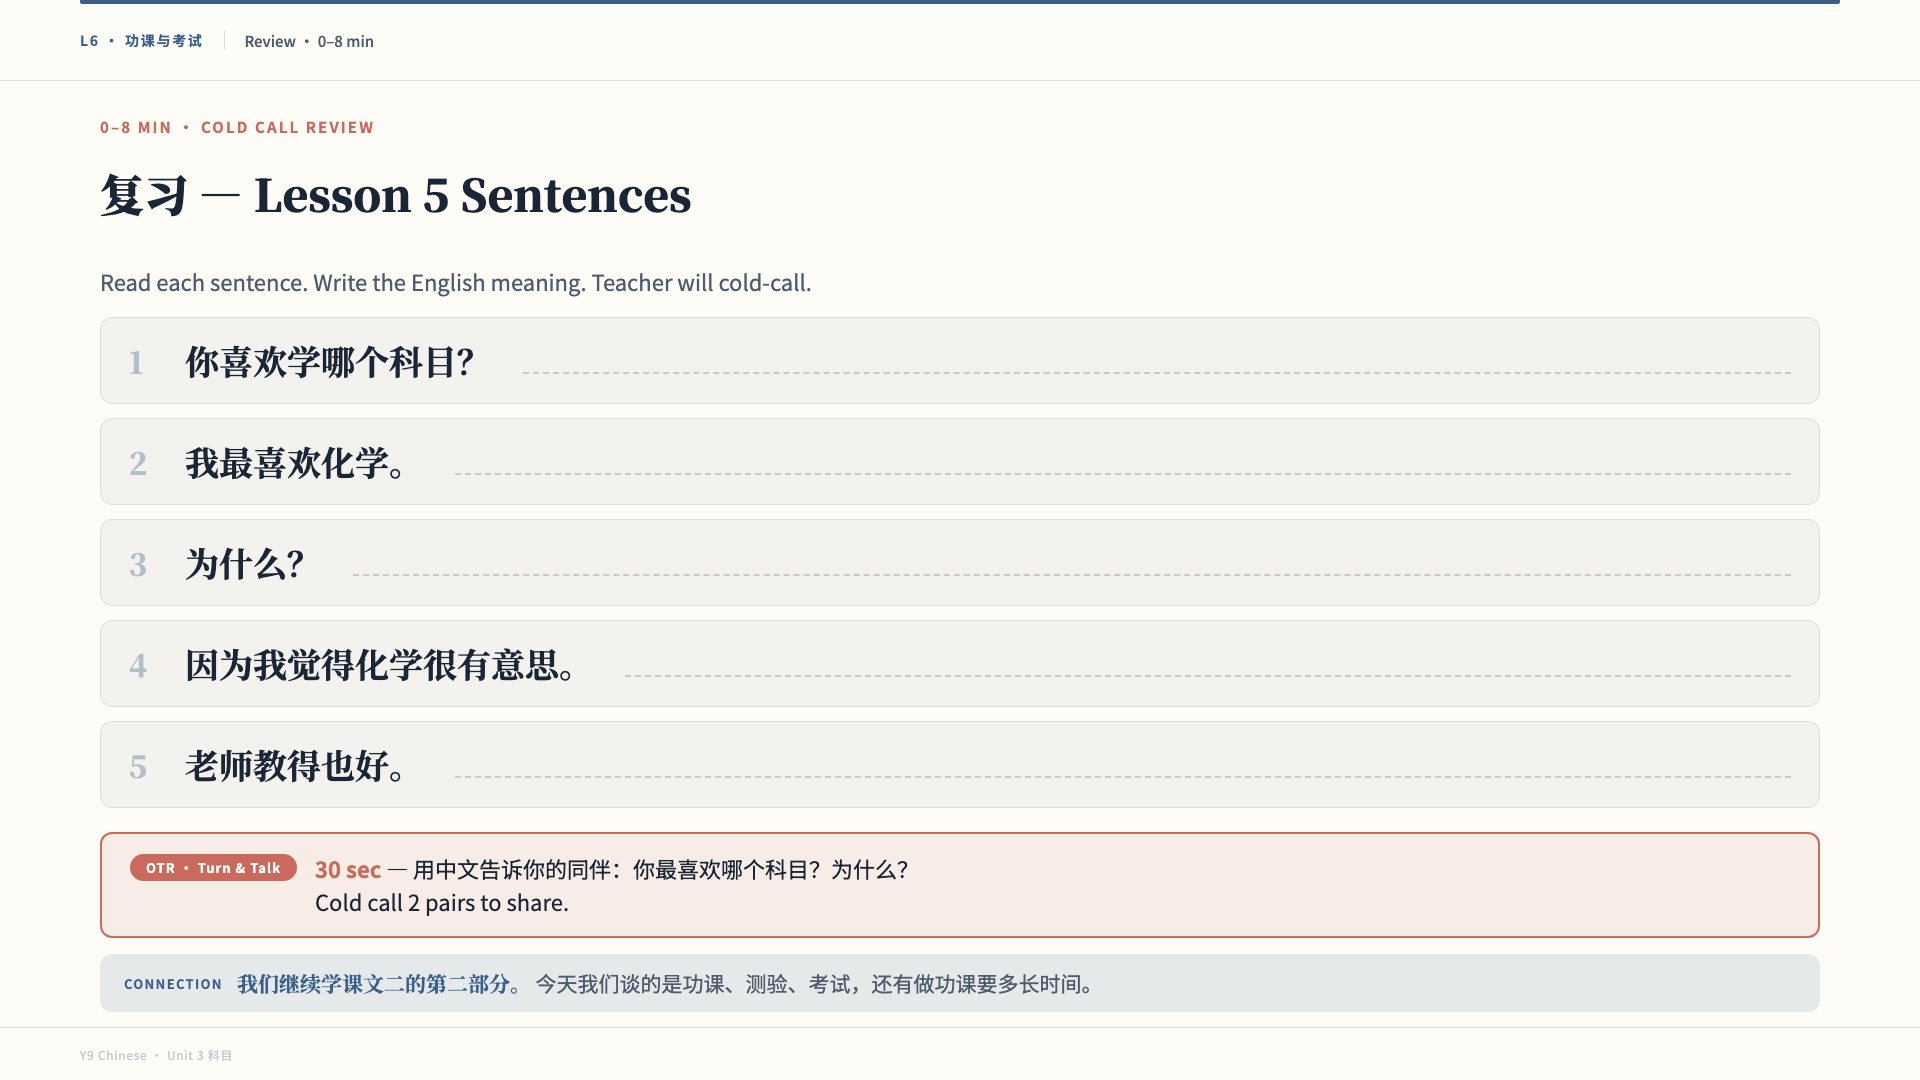 L6 • 功课与考试
Review • 0–8 min
0–8 MIN • COLD CALL REVIEW
复习 — Lesson 5 Sentences
Read each sentence. Write the English meaning. Teacher will cold-call.
1 你喜欢学哪个科目?
2 我最喜欢化学。
3 为什么?
4 因为我觉得化学很有意思。
5 老师教得也好。
OTR • Turn & Talk
30 sec — 用中文告诉你的同伴：你最喜欢哪个科目？为什么？
Cold call 2 pairs to share.
CONNECTION 我们继续学课文二的第二部分。 今天我们谈的是功课、测验、考试，还有做功课要多长时间。
Y9 Chinese • Unit 3 科目